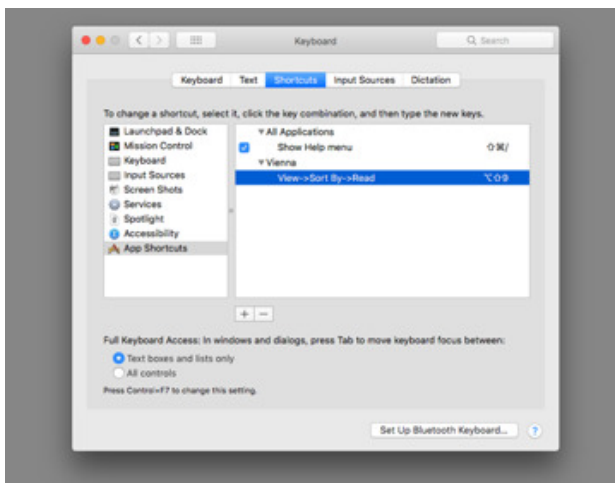 Keyboard
Search
Keyboard Text Shortcuts Input Sources Dictation
To change a shortcut, select it, click the key combination, and then type the new keys.
Launchpad & Dock
Mission Control
Keyboard
Input Sources
Screen Shots
Services
Spotlight
Accessibility
App Shortcuts
All Applications
Show Help menu ⇧⌘/
Vienna
View->Sort By->Read ⌥⇧9
+ −
Full Keyboard Access: In windows and dialogs, press Tab to move keyboard focus between:
Text boxes and lists only
All controls
Press Control+F7 to change this setting.
Set Up Bluetooth Keyboard... ?